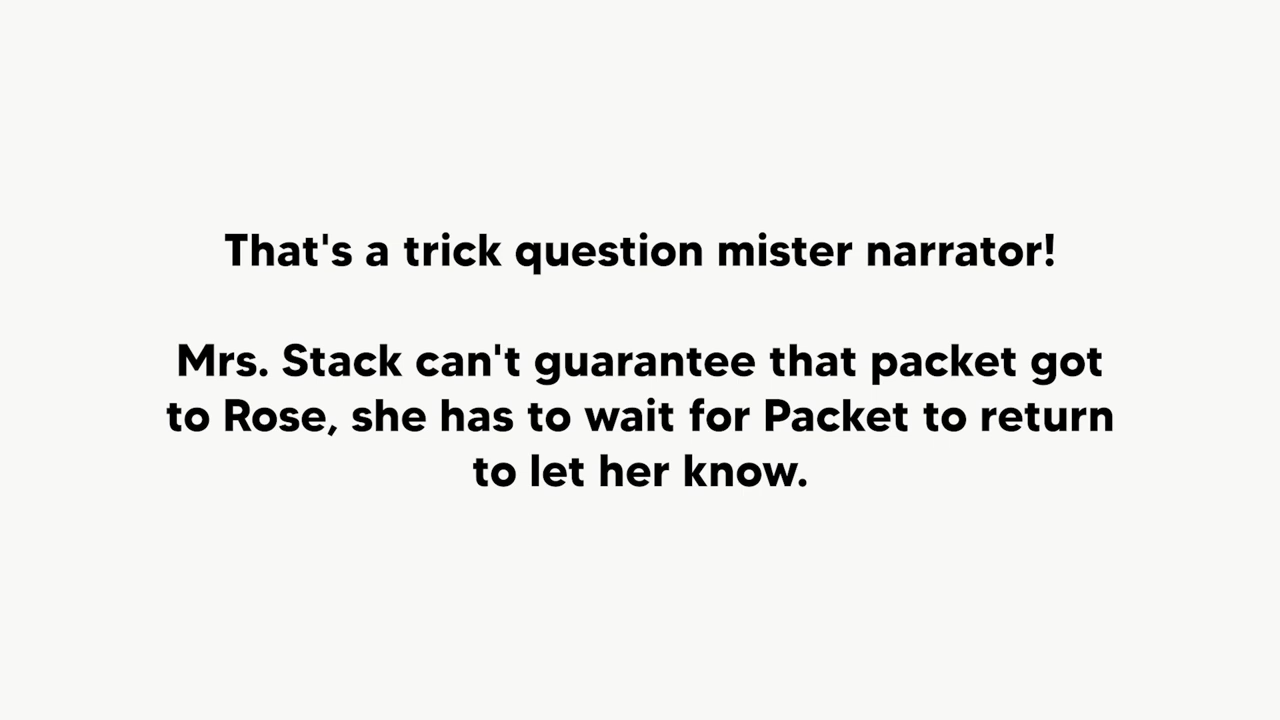 That's a trick question mister narrator!
Mrs. Stack can't guarantee that packet got
to Rose, she has to wait for Packet to return
to let her know.